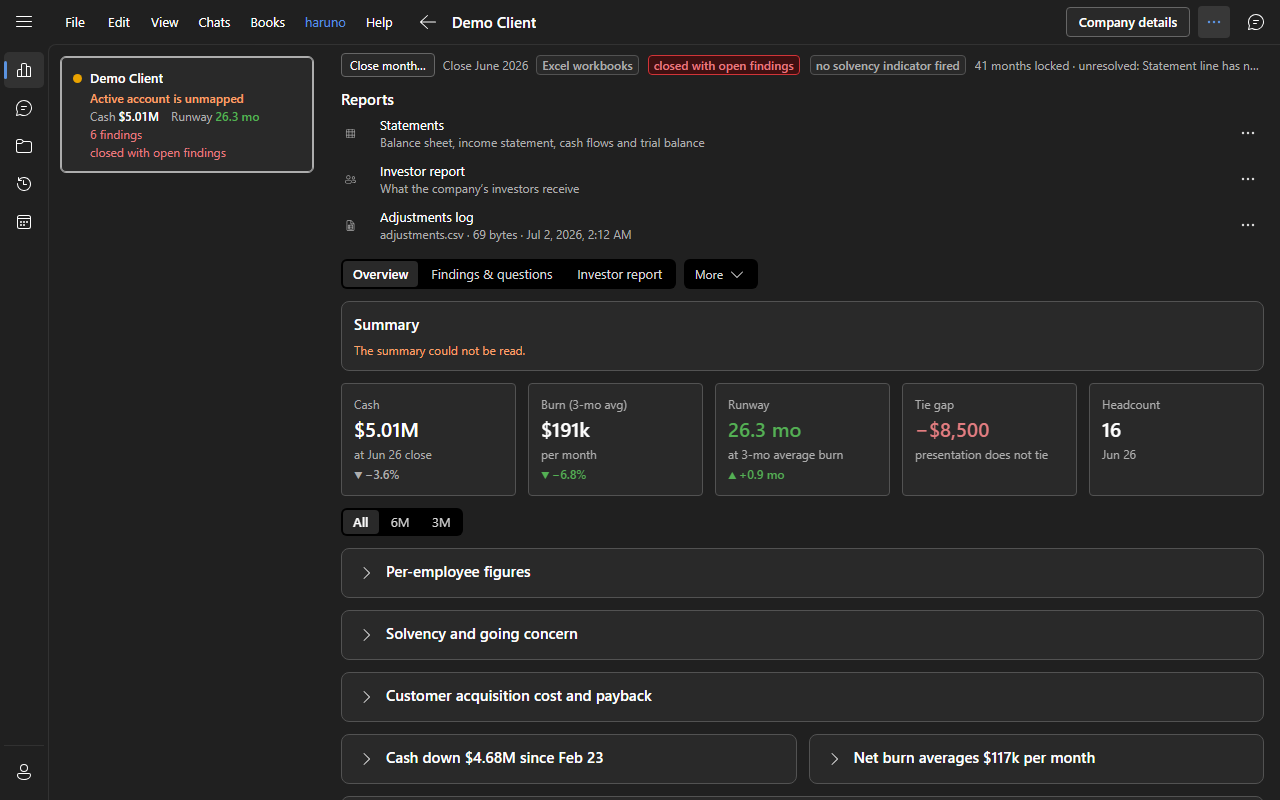 File Edit View Chats Books haruno Help Demo Client Company details
Demo Client
Active account is unmapped
Cash $5.01M Runway 26.3 mo
6 findings
closed with open findings
Close month... Close June 2026 Excel workbooks closed with open findings no solvency indicator fired 41 months locked · unresolved: Statement line has n...
Reports
Statements
Balance sheet, income statement, cash flows and trial balance
Investor report
What the company's investors receive
Adjustments log
adjustments.csv · 69 bytes · Jul 2, 2026, 2:12 AM
Overview Findings & questions Investor report More
Summary
The summary could not be read.
Cash
$5.01M
at Jun 26 close
▼ −3.6%
Burn (3-mo avg)
$191k
per month
▼ −6.8%
Runway
26.3 mo
at 3-mo average burn
▲ +0.9 mo
Tie gap
−$8,500
presentation does not tie
Headcount
16
Jun 26
All 6M 3M
Per-employee figures
Solvency and going concern
Customer acquisition cost and payback
Cash down $4.68M since Feb 23
Net burn averages $117k per month